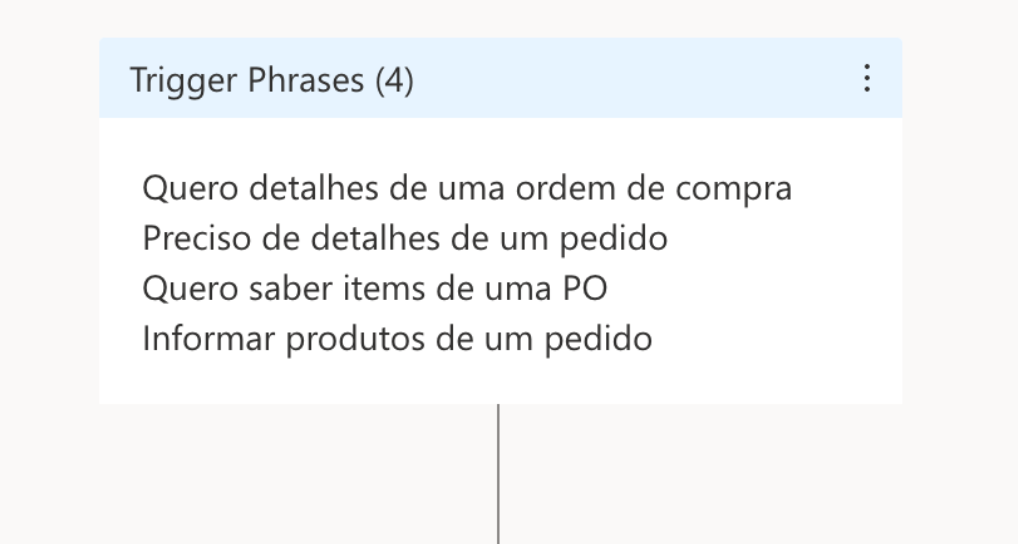 Trigger Phrases (4)
Quero detalhes de uma ordem de compra
Preciso de detalhes de um pedido
Quero saber items de uma PO
Informar produtos de um pedido